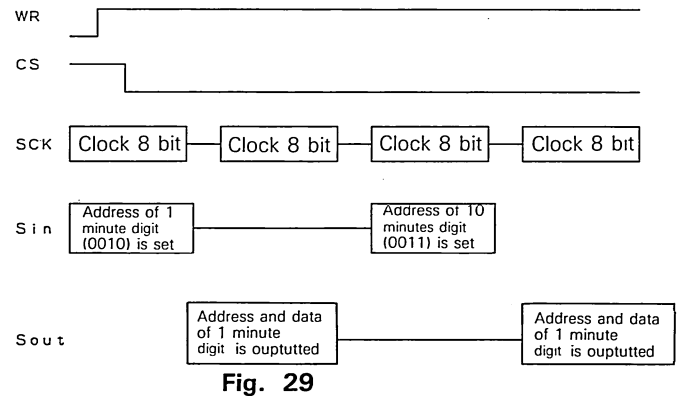 WR
CS
SCK
Clock 8 bit
Clock 8 bit
Clock 8 bit
Clock 8 bit
Sin
Address of 1
minute digit
(0010) is set
Address of 10
minutes digit
(0011) is set
Sout
Address and data
of 1 minute
digit is ouptutted
Address and data
of 1 minute
digit is ouptutted
Fig. 29